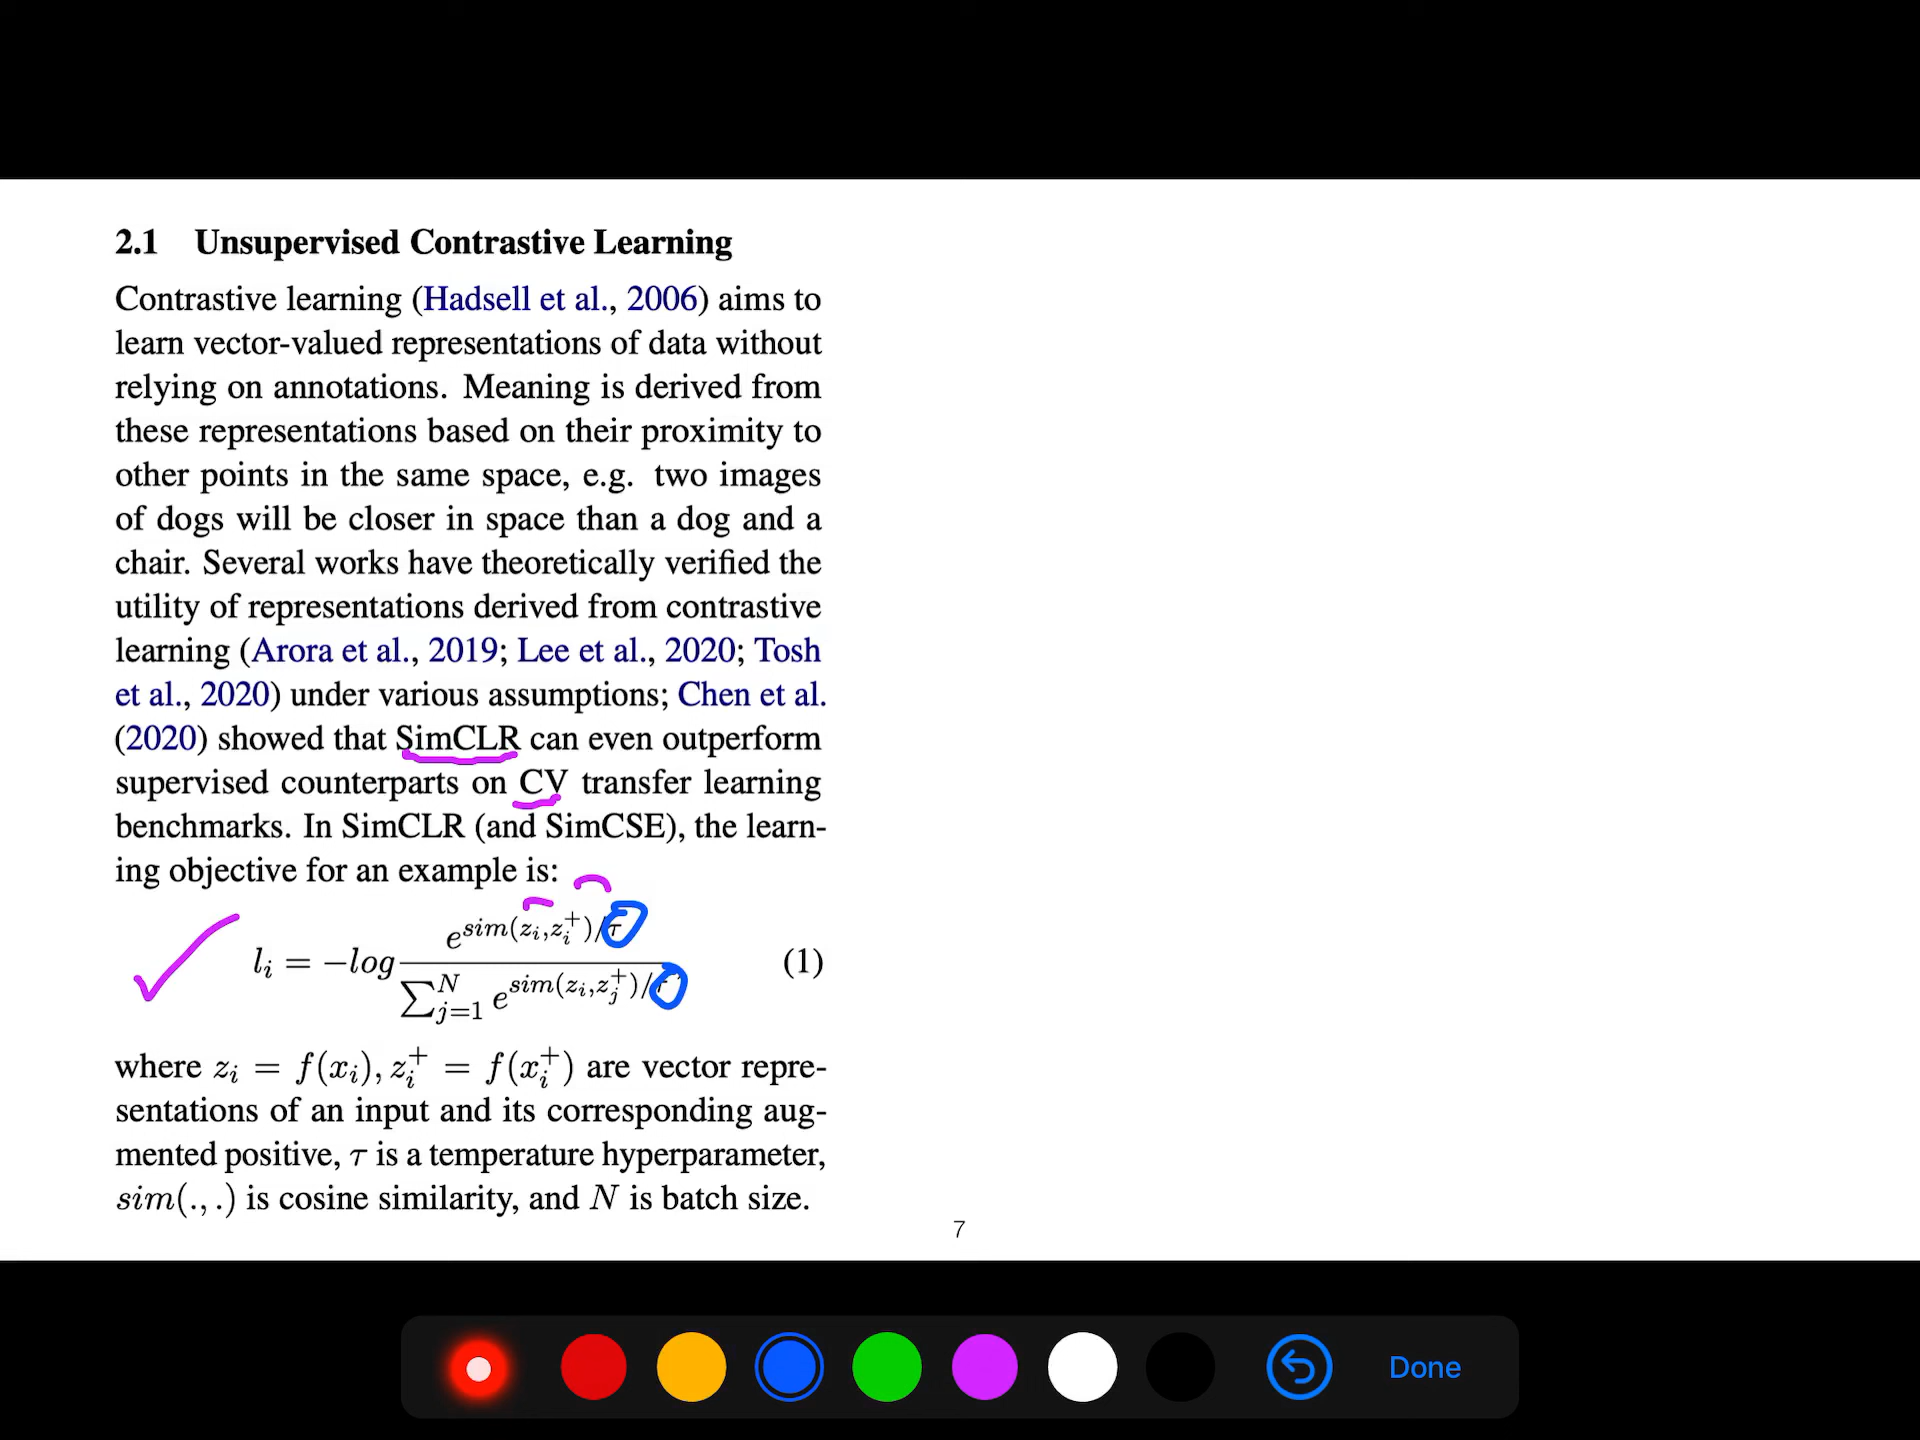 2.1 Unsupervised Contrastive Learning
Contrastive learning (Hadsell et al., 2006) aims to
learn vector-valued representations of data without
relying on annotations. Meaning is derived from
these representations based on their proximity to
other points in the same space, e.g. two images
of dogs will be closer in space than a dog and a
chair. Several works have theoretically verified the
utility of representations derived from contrastive
learning (Arora et al., 2019; Lee et al., 2020; Tosh
et al., 2020) under various assumptions; Chen et al.
(2020) showed that SimCLR can even outperform
supervised counterparts on CV transfer learning
benchmarks. In SimCLR (and SimCSE), the learn-
ing objective for an example is:
l_i = −log e^{sim(z_i,z_i^+)/τ} / ∑_{j=1}^N e^{sim(z_i,z_j^+)/τ} (1)
where z_i = f(x_i), z_i^+ = f(x_i^+) are vector repre-
sentations of an input and its corresponding aug-
mented positive, τ is a temperature hyperparameter,
sim(.,.) is cosine similarity, and N is batch size.
7
Done